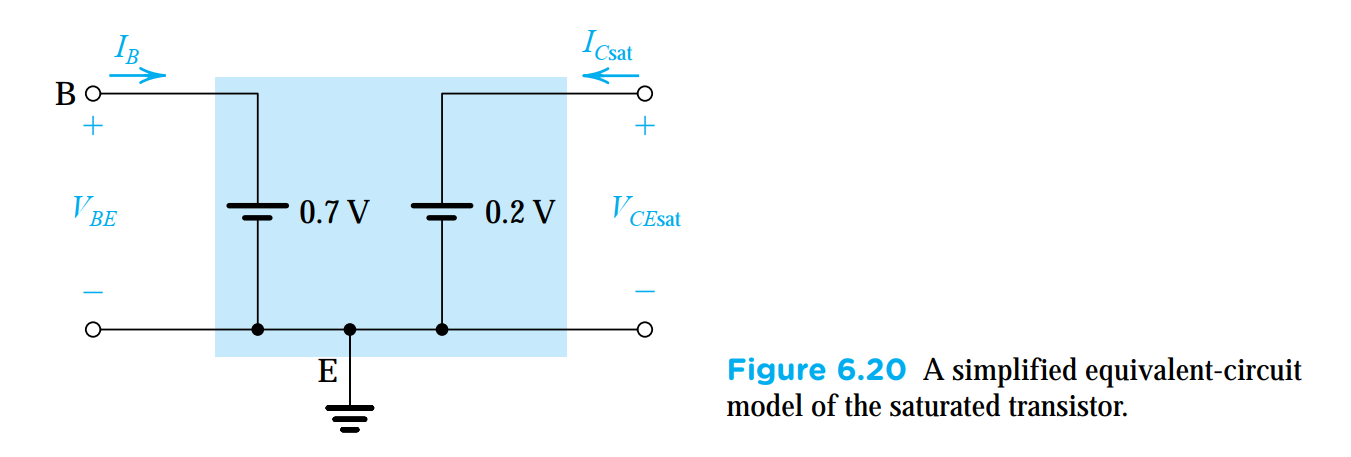 I_B
I_Csat
B
+
+
V_BE
0.7 V
0.2 V
V_CEsat
−
−
E
Figure 6.20 A simplified equivalent-circuit
model of the saturated transistor.